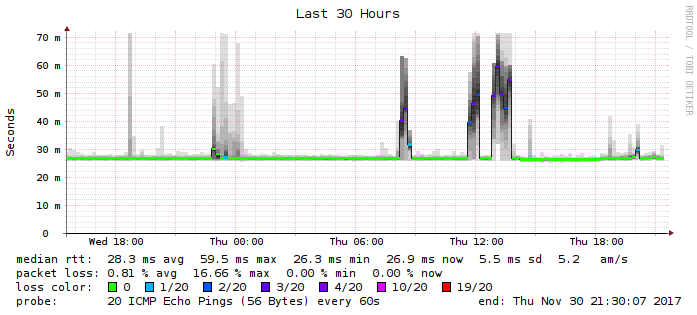 Last 30 Hours
RRDTOOL / TOBI OETIKER
Seconds
70 m
60 m
50 m
40 m
30 m
20 m
10 m
0
Wed 18:00 Thu 00:00 Thu 06:00 Thu 12:00 Thu 18:00
median rtt: 28.3 ms avg 59.5 ms max 26.3 ms min 26.9 ms now 5.5 ms sd 5.2 am/s
packet loss: 0.81 % avg 16.66 % max 0.00 % min 0.00 % now
loss color: 0 1/20 2/20 3/20 4/20 10/20 19/20
probe: 20 ICMP Echo Pings (56 Bytes) every 60s end: Thu Nov 30 21:30:07 2017